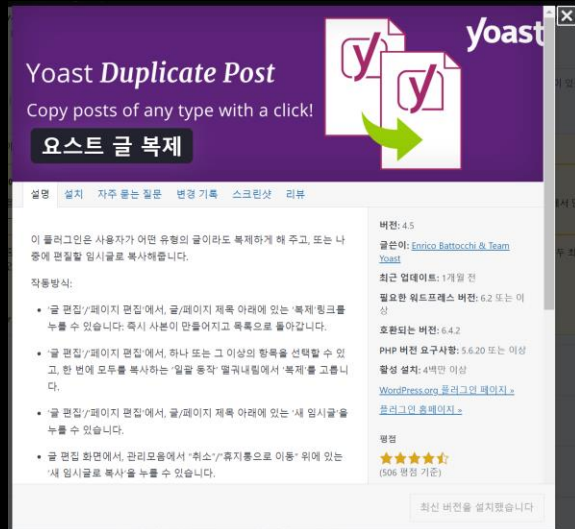 yoast
Yoast Duplicate Post
Copy posts of any type with a click!
요스트 글 복제
설명 설치 자주 묻는 질문 변경 기록 스크린샷 리뷰
이 플러그인은 사용자가 어떤 유형의 글이라도 복제하게 해 주고, 또는 나
중에 편질할 임시글로 복사해줍니다.
작동방식:
• '글 편집'/'페이지 편집'에서, 글/페이지 제목 아래에 있는 '복제'링크를
누를 수 있습니다: 즉시 사본이 만들어지고 목록으로 돌아갑니다.
• '글 편집'/'페이지 편집'에서, 하나 또는 그 이상의 항목을 선택할 수 있
고, 한 번에 모두를 복사하는 '일괄 동작' 떨궈내림에서 '복제'를 고릅니
다.
• '글 편집'/'페이지 편집'에서, 글/페이지 제목 아래에 있는 '새 임시글'을
누를 수 있습니다.
• 글 편집 화면에서, 관리모음에서 "취소"/"휴지통으로 이동" 위에 있는
'새 임시글로 복사'을 누를 수 있습니다.
버전: 4.5
글쓴이: Enrico Battocchi & Team
Yoast
최근 업데이트: 1개월 전
필요한 워드프레스 버전: 6.2 또는 이
상
호환되는 버전: 6.4.2
PHP 버전 요구사항: 5.6.20 또는 이상
활성 설치: 4백만 이상
WordPress.org 플러그인 페이지 »
플러그인 홈페이지 »
평점
(506 평점 기준)
최신 버전을 설치했습니다